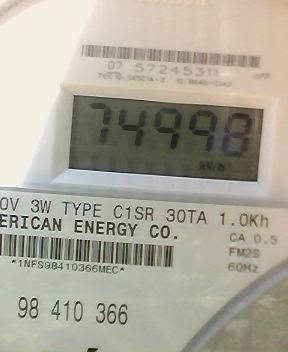 07 57245311
74998
kWh
0V 3W TYPE C1SR 30TA 1.0Kh
ERICAN ENERGY CO.
CA 0.5
FM2S
*1NFS98410366MEC*
60Hz
98 410 366